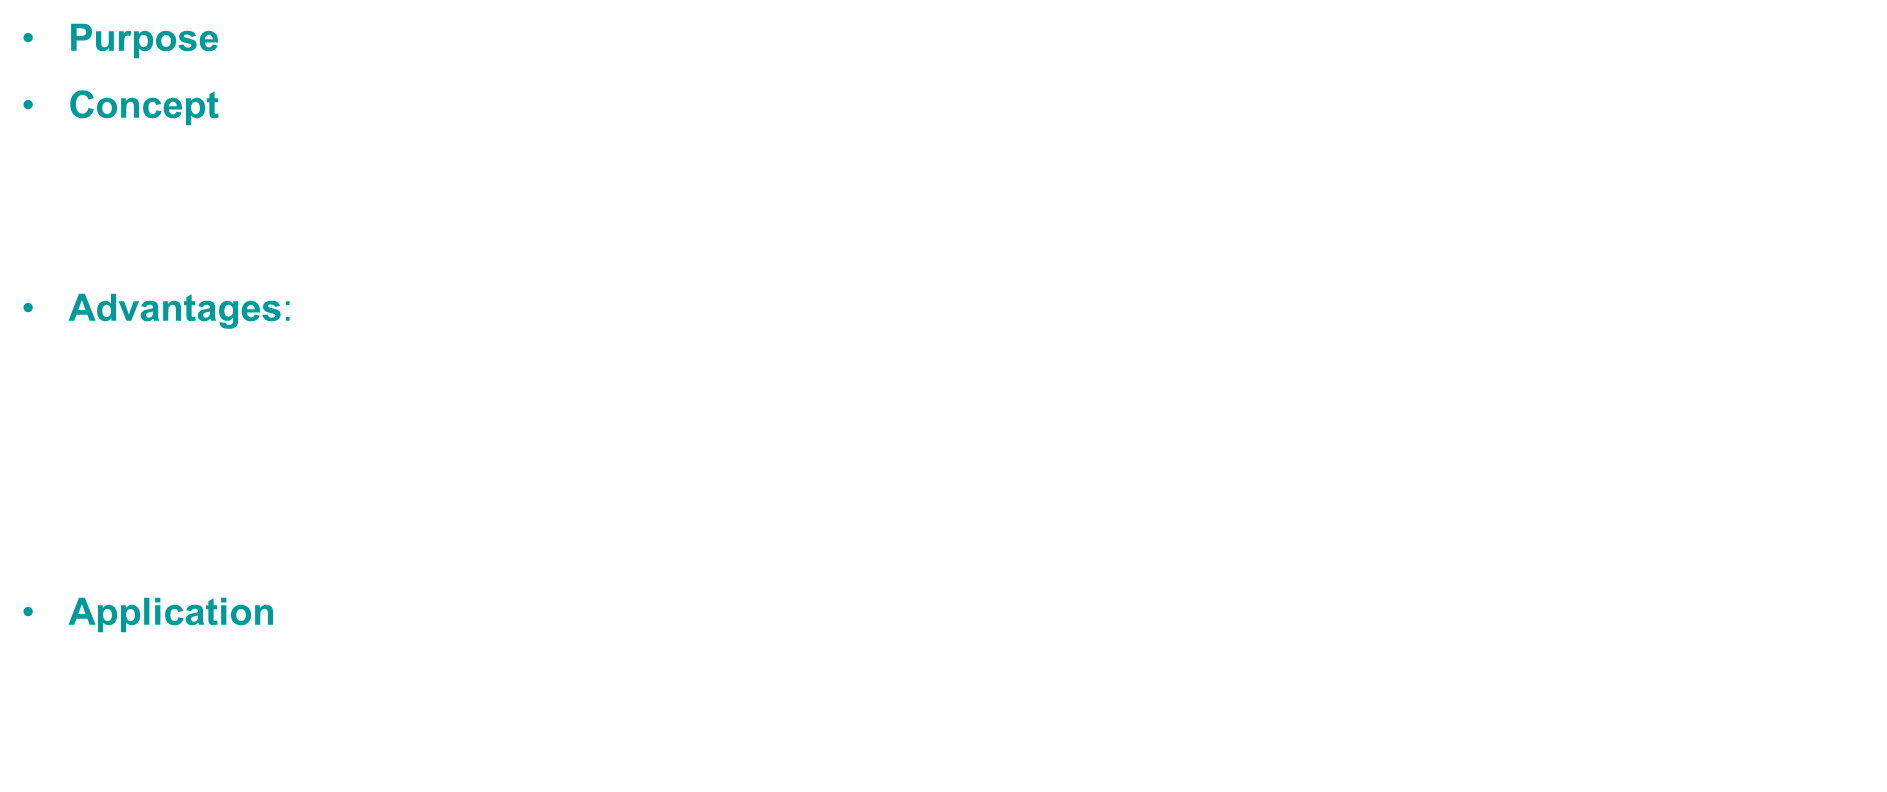 • Purpose
• Concept
• Advantages:
• Application